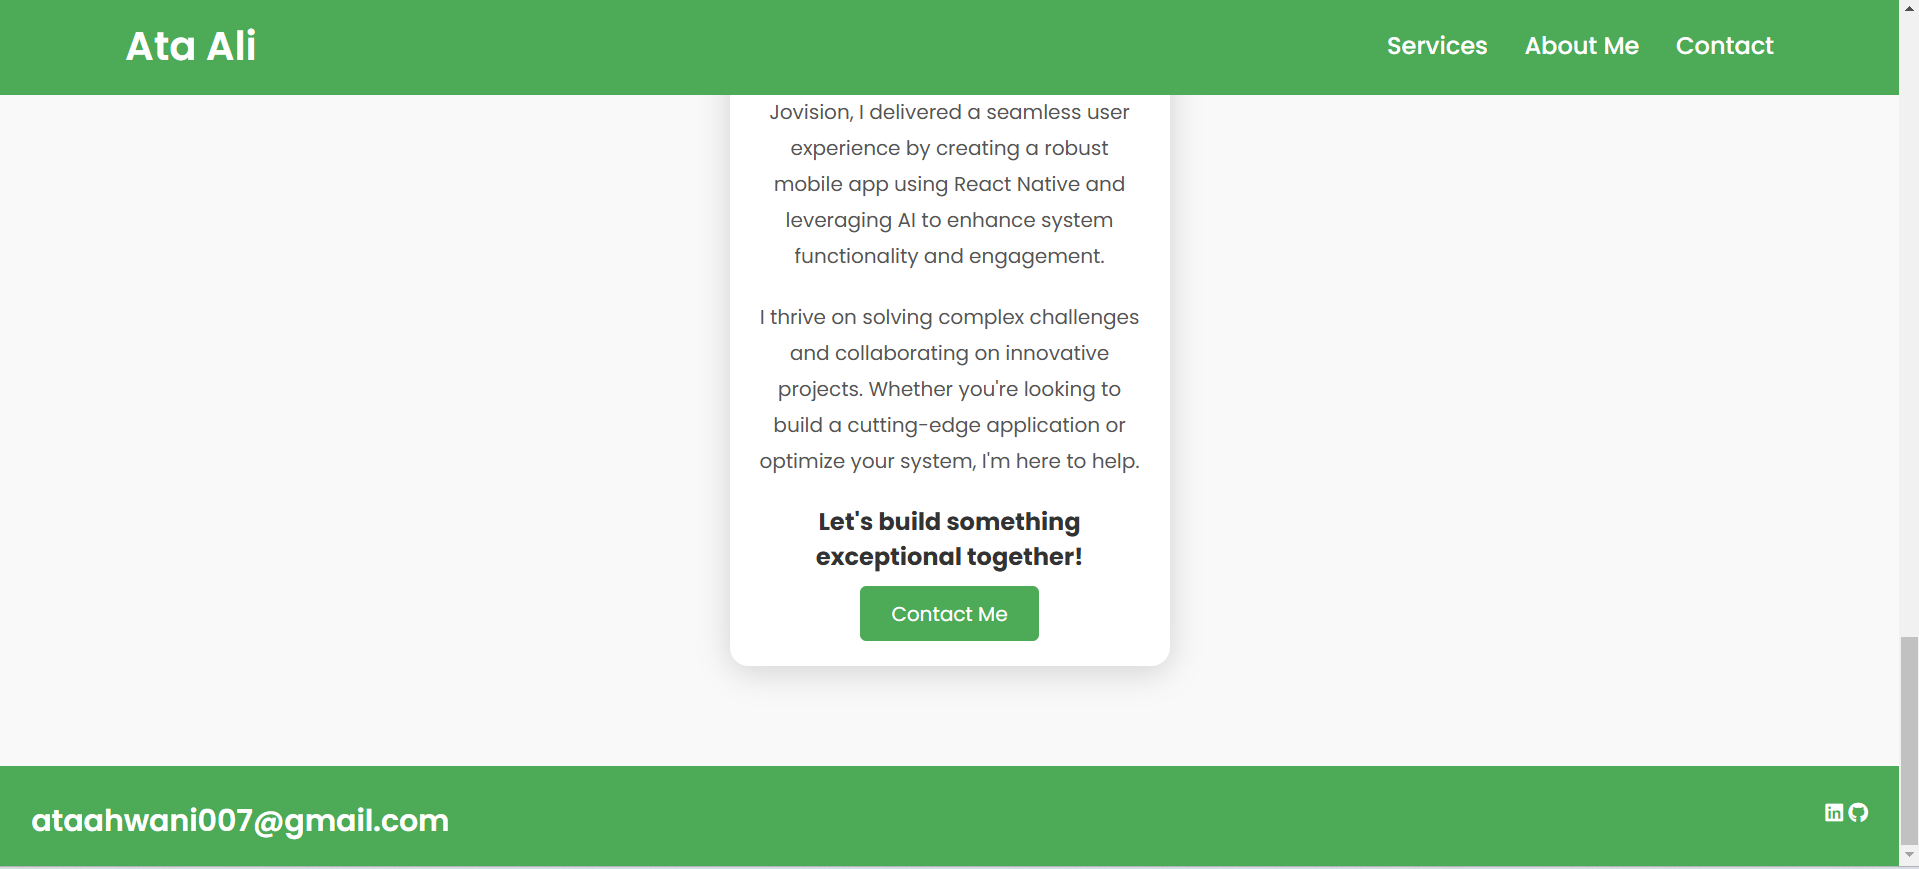 Ata Ali
Services
About Me
Contact
Jovision, I delivered a seamless user
experience by creating a robust
mobile app using React Native and
leveraging AI to enhance system
functionality and engagement.
I thrive on solving complex challenges
and collaborating on innovative
projects. Whether you're looking to
build a cutting-edge application or
optimize your system, I'm here to help.
Let's build something
exceptional together!
Contact Me
ataahwani007@gmail.com